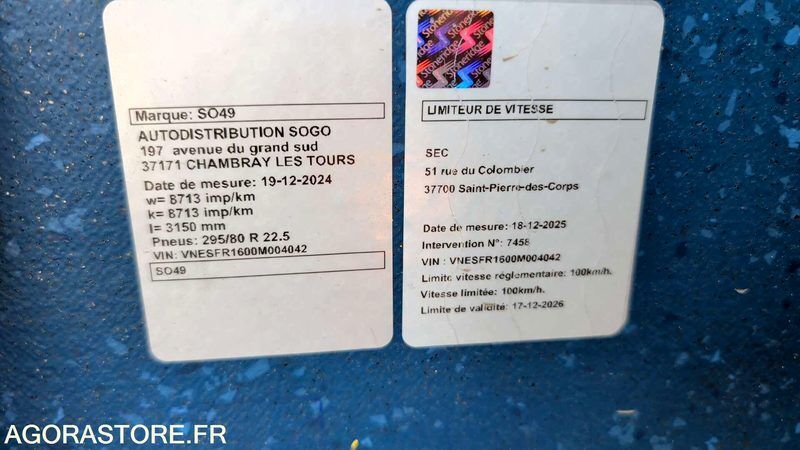 Marque: SO49
AUTODISTRIBUTION SOGO
197 avenue du grand sud
37171 CHAMBRAY LES TOURS
Date de mesure: 19-12-2024
w= 8713 imp/km
k= 8713 imp/km
l= 3150 mm
Pneus: 295/80 R 22.5
VIN: VNESFR1600M004042
SO49
Stoneridge
Stoneridge
LIMITEUR DE VITESSE
SEC
51 rue du Colombier
37700 Saint-Pierre-des-Corps
Date de mesure: 18-12-2025
Intervention N°: 7458
VIN : VNESFR1600M004042
Limite vitesse réglementaire: 100km/h.
Vitesse limitée: 100km/h.
Limite de validité: 17-12-2026
AGORASTORE.FR